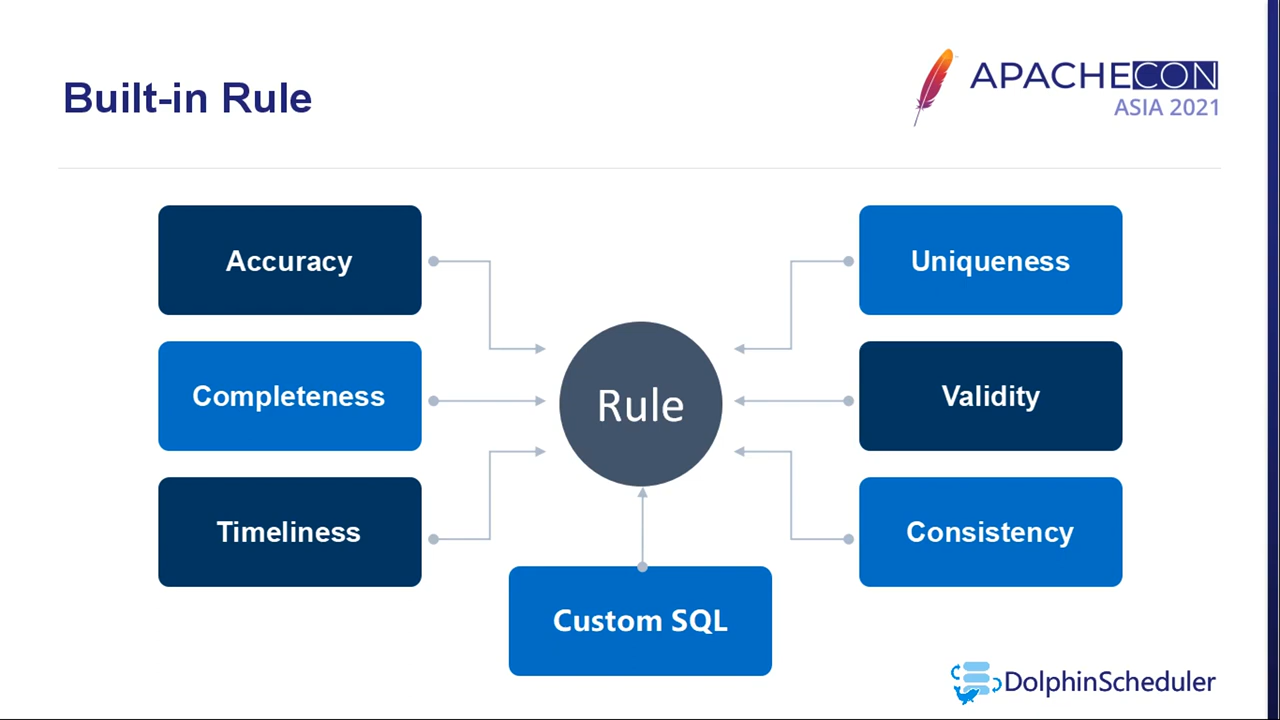 Built-in Rule
APACHECON
ASIA 2021
Accuracy
Completeness
Timeliness
Rule
Uniqueness
Validity
Consistency
Custom SQL
DolphinScheduler